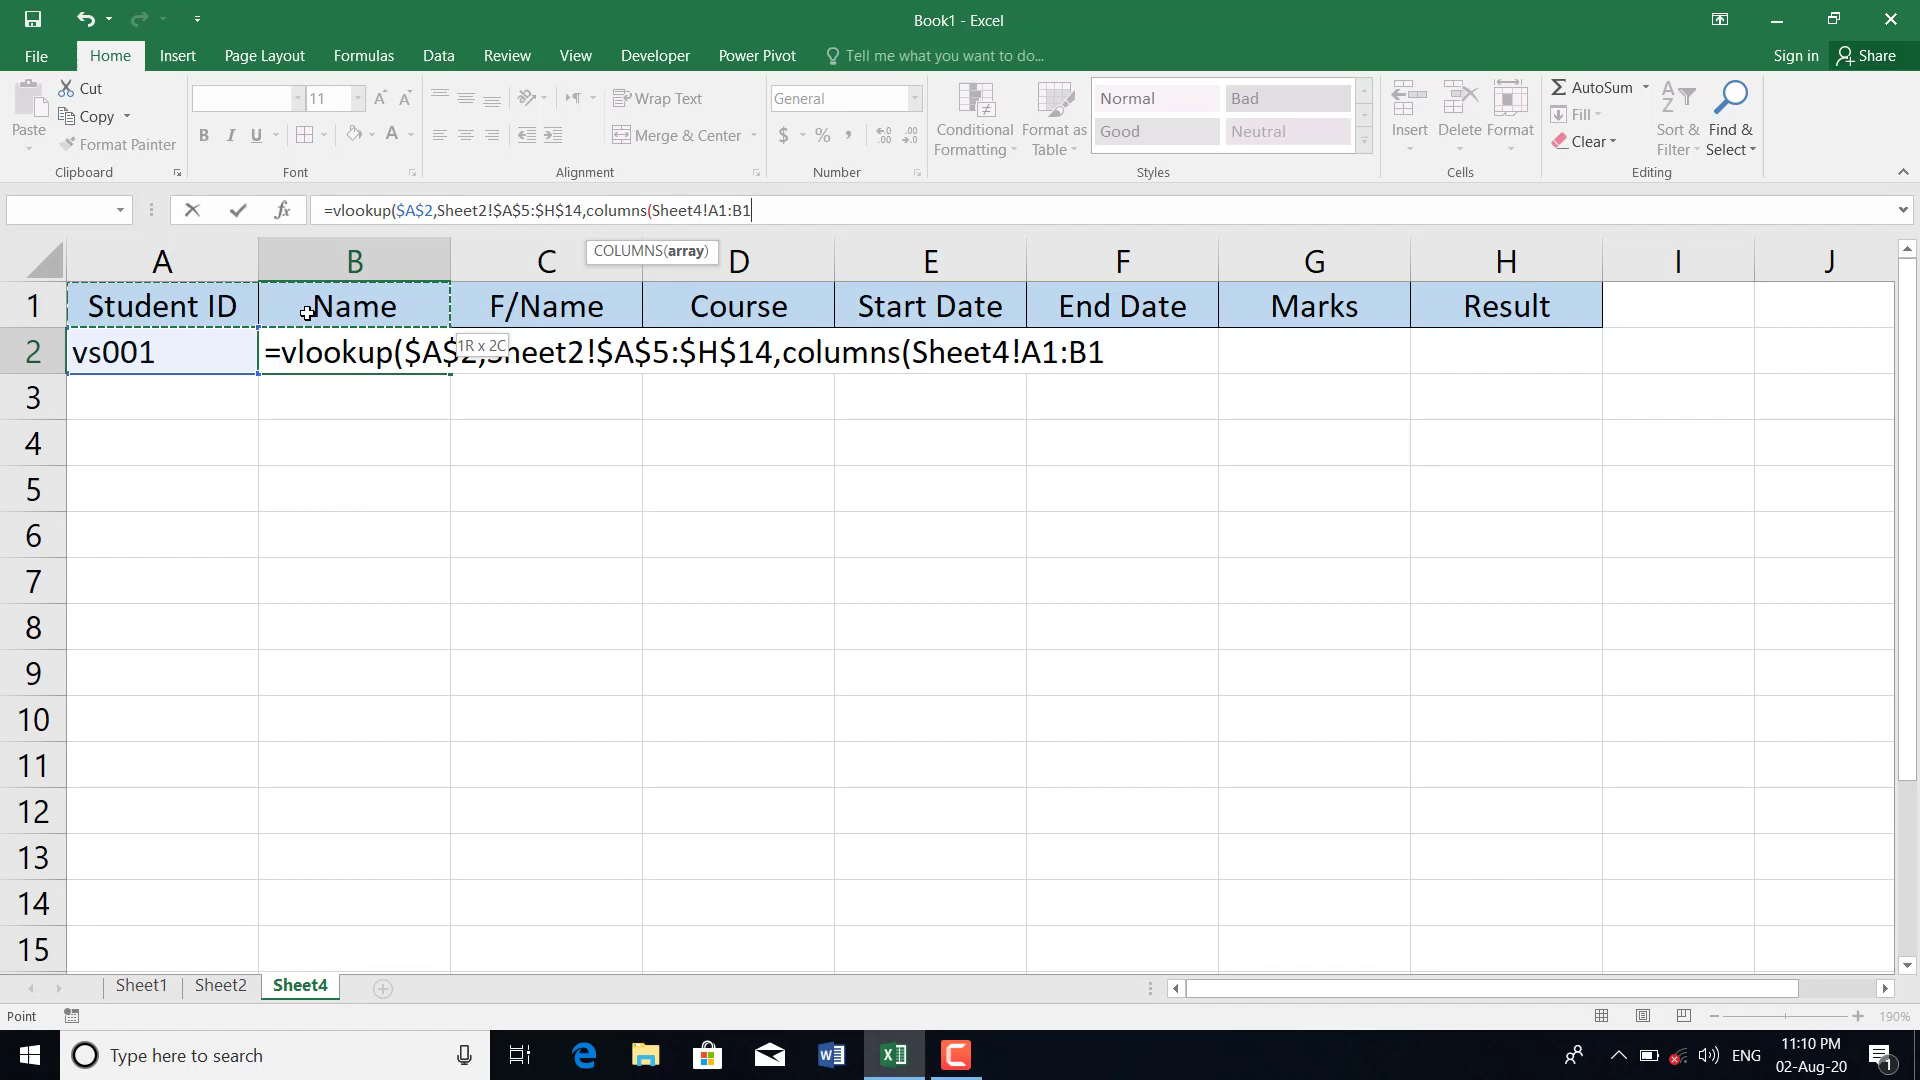 Book1 - Excel
File Home Insert Page Layout Formulas Data Review View Developer Power Pivot Tell me what you want to do... Sign in Share
Paste
Cut
Copy
Format Painter
Clipboard
11
B I U
Font
Wrap Text
Merge & Center
Alignment
General
$ %
Number
Conditional Formatting
Format as Table
Normal Bad
Good Neutral
Styles
Insert Delete Format
Cells
AutoSum
Fill
Clear
Sort & Filter
Find & Select
Editing
=vlookup($A$2,Sheet2!$A$5:$H$14,columns(Sheet4!A1:B1
COLUMNS(array)
A B C D E F G H I J
1 Student ID Name F/Name Course Start Date End Date Marks Result
2 vs001 =vlookup($A$2,Sheet2!$A$5:$H$14,columns(Sheet4!A1:B1
1R x 2C
3
4
5
6
7
8
9
10
11
12
13
14
15
Sheet1 Sheet2 Sheet4
Point 190%
Type here to search
ENG
11:10 PM
02-Aug-20
1